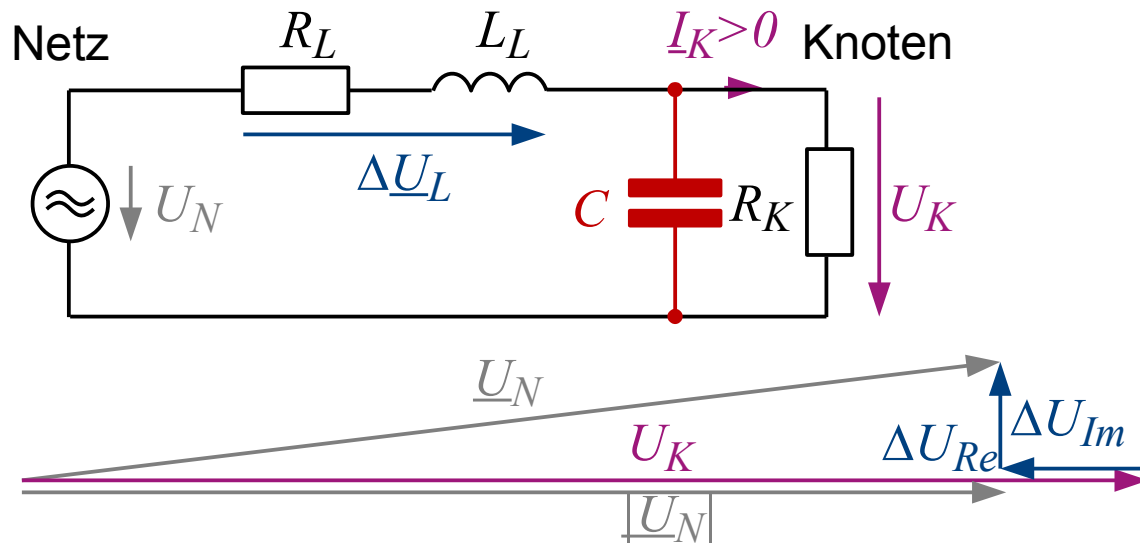 Netz
R_L
L_L
I_K>0
Knoten
ΔU_L
U_N
C
R_K
U_K
U_N
U_K
ΔU_Re
ΔU_Im
|U_N|